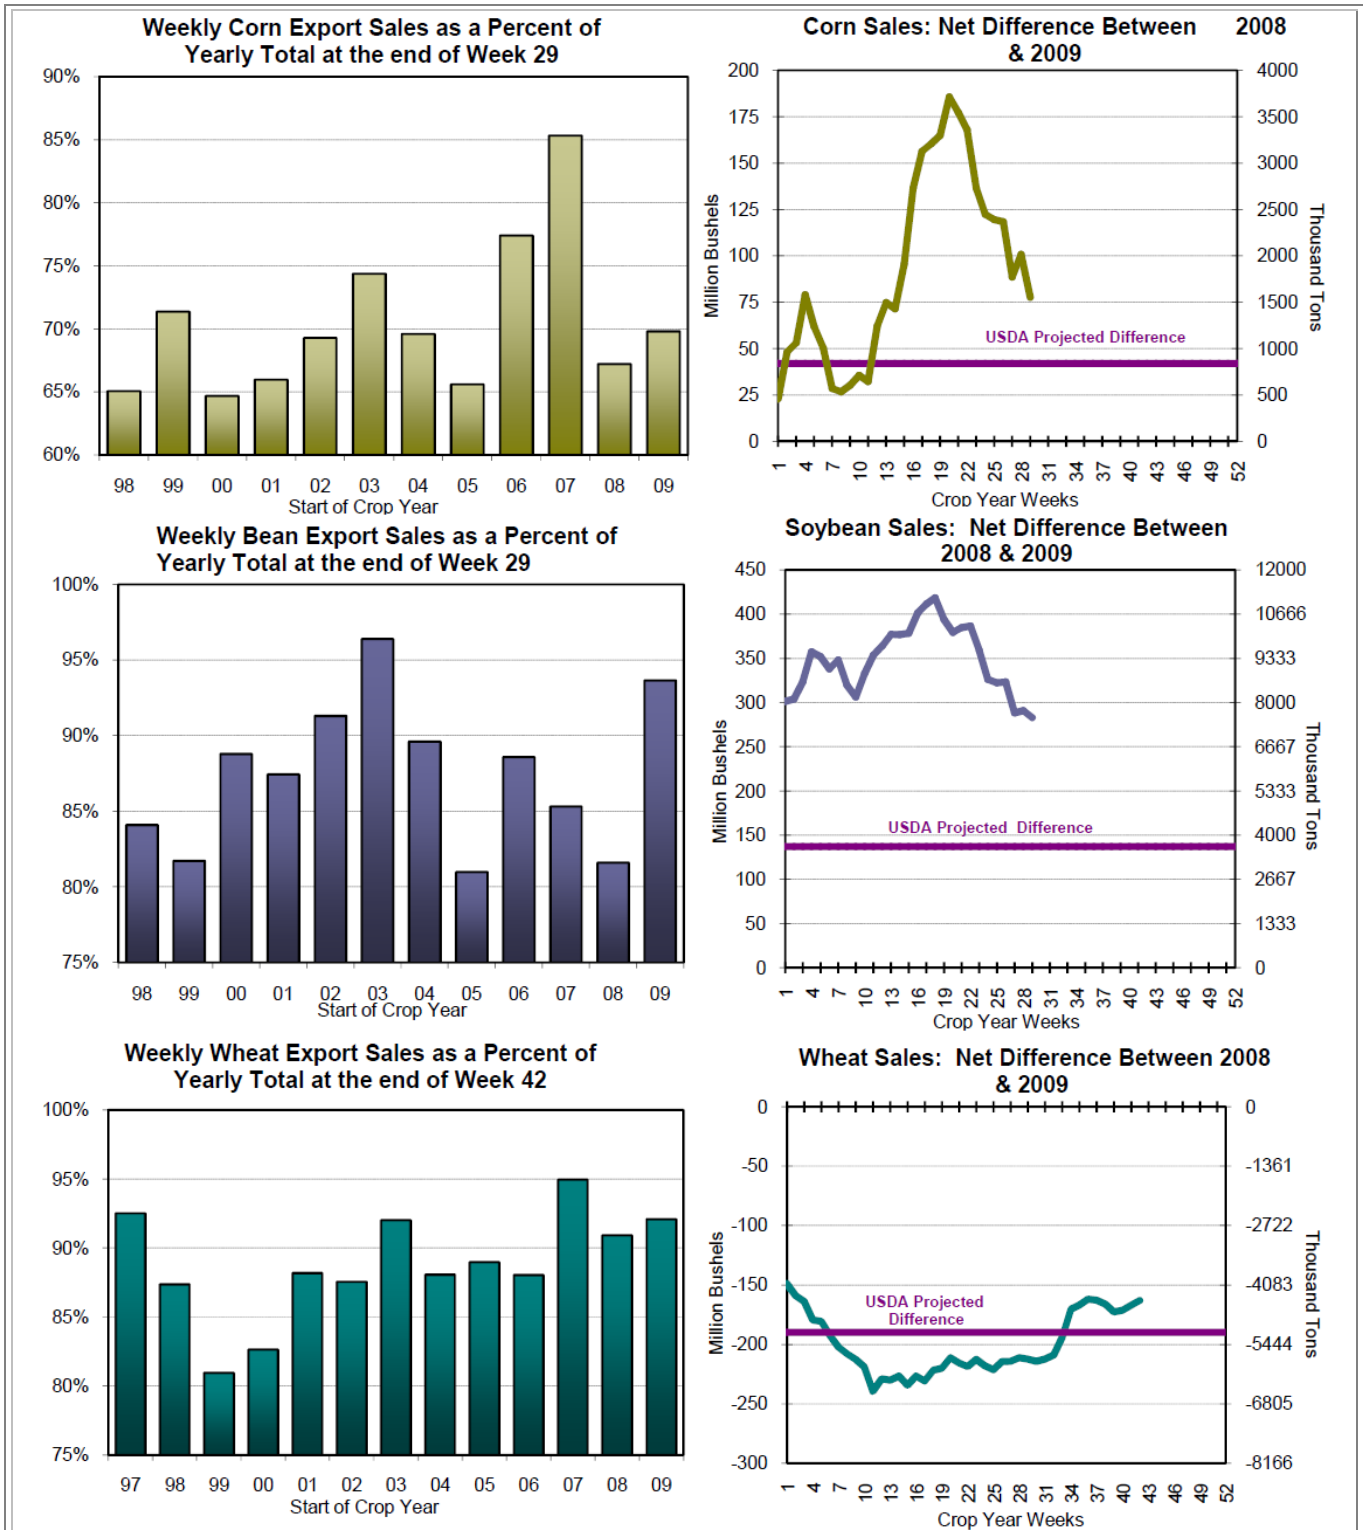 Weekly Corn Export Sales as a Percent of
Yearly Total at the end of Week 29
90%
85%
80%
75%
70%
65%
60%
98 99 00 01 02 03 04 05 06 07 08 09
Start of Crop Year
Corn Sales: Net Difference Between 2008
& 2009
200
175
150
125
100
75
50
25
0
Million Bushels
4000
3500
3000
2500
2000
1500
1000
500
0
Thousand Tons
USDA Projected Difference
1 4 7 10 13 16 19 22 25 28 31 34 37 40 43 46 49 52
Crop Year Weeks
Weekly Bean Export Sales as a Percent of
Yearly Total at the end of Week 29
100%
95%
90%
85%
80%
75%
98 99 00 01 02 03 04 05 06 07 08 09
Start of Crop Year
Soybean Sales: Net Difference Between
2008 & 2009
450
400
350
300
250
200
150
100
50
0
Million Bushels
12000
10666
9333
8000
6667
5333
4000
2667
1333
0
Thousand Tons
USDA Projected Difference
1 4 7 10 13 16 19 22 25 28 31 34 37 40 43 46 49 52
Crop Year Weeks
Weekly Wheat Export Sales as a Percent of
Yearly Total at the end of Week 42
100%
95%
90%
85%
80%
75%
97 98 99 00 01 02 03 04 05 06 07 08 09
Start of Crop Year
Wheat Sales: Net Difference Between 2008
& 2009
0
-50
-100
-150
-200
-250
-300
Million Bushels
0
-1361
-2722
-4083
-5444
-6805
-8166
Thousand Tons
USDA Projected
Difference
1 4 7 10 13 16 19 22 25 28 31 34 37 40 43 46 49 52
Crop Year Weeks